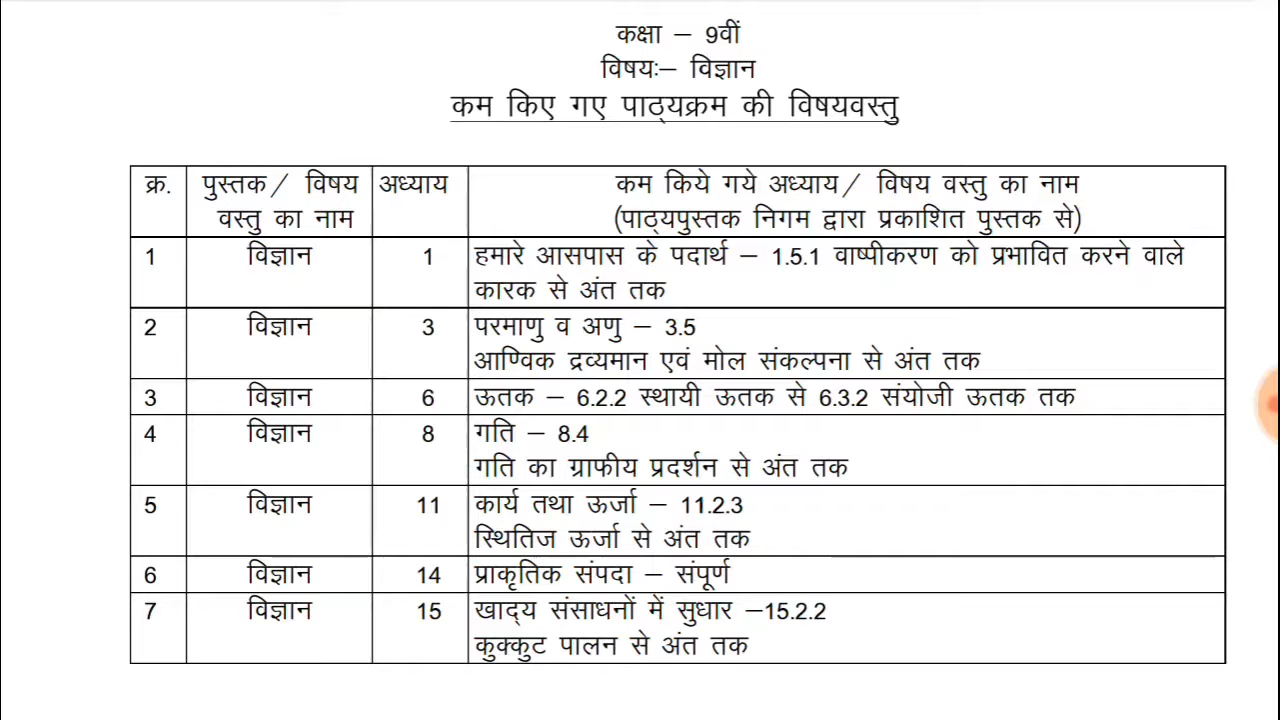 कक्षा – 9वीं
विषयः– विज्ञान
कम किए गए पाठ्यक्रम की विषयवस्तु
क्र. पुस्तक/ विषय अध्याय कम किये गये अध्याय/ विषय वस्तु का नाम
वस्तु का नाम (पाठ्यपुस्तक निगम द्वारा प्रकाशित पुस्तक से)
1 विज्ञान 1 हमारे आसपास के पदार्थ – 1.5.1 वाष्पीकरण को प्रभावित करने वाले
कारक से अंत तक
2 विज्ञान 3 परमाणु व अणु – 3.5
आण्विक द्रव्यमान एवं मोल संकल्पना से अंत तक
3 विज्ञान 6 ऊतक – 6.2.2 स्थायी ऊतक से 6.3.2 संयोजी ऊतक तक
4 विज्ञान 8 गति – 8.4
गति का ग्राफीय प्रदर्शन से अंत तक
5 विज्ञान 11 कार्य तथा ऊर्जा – 11.2.3
स्थितिज ऊर्जा से अंत तक
6 विज्ञान 14 प्राकृतिक संपदा – संपूर्ण
7 विज्ञान 15 खाद्य संसाधनों में सुधार –15.2.2
कुक्कुट पालन से अंत तक